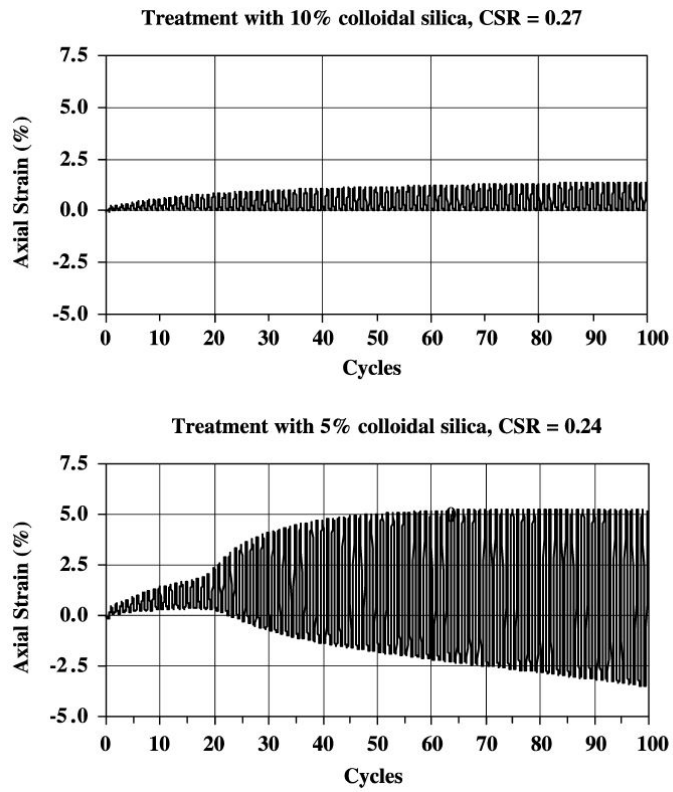 Treatment with 10% colloidal silica, CSR = 0.27
7.5
5.0
2.5
0.0
-2.5
-5.0
Axial Strain (%)
0 10 20 30 40 50 60 70 80 90 100
Cycles
Treatment with 5% colloidal silica, CSR = 0.24
7.5
5.0
2.5
0.0
-2.5
-5.0
Axial Strain (%)
0 10 20 30 40 50 60 70 80 90 100
Cycles